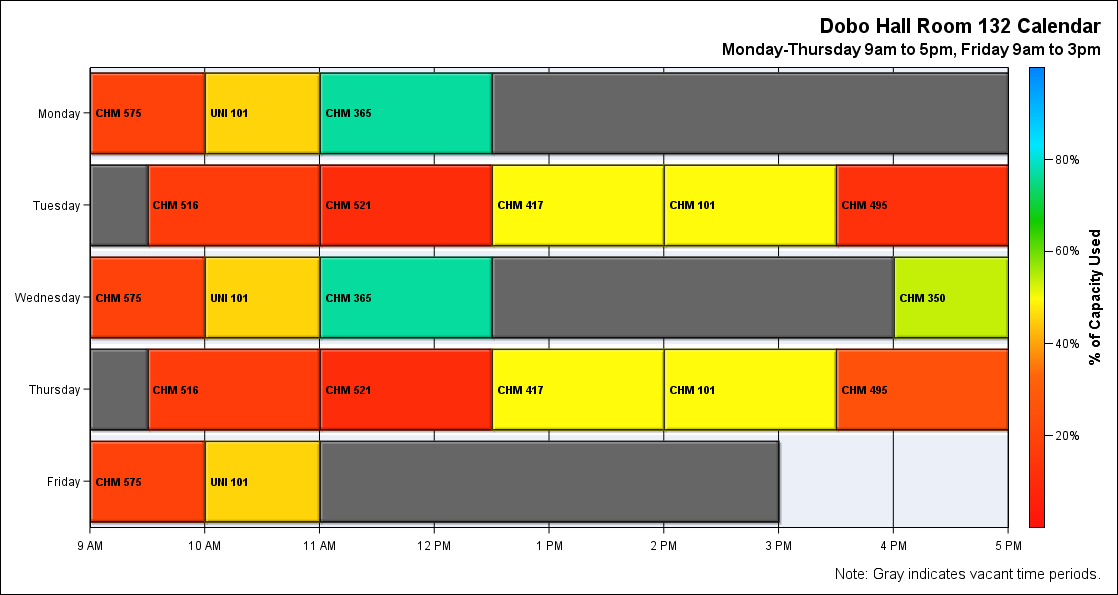 Dobo Hall Room 132 Calendar
Monday-Thursday 9am to 5pm, Friday 9am to 3pm
Monday
CHM 575
UNI 101
CHM 365
Tuesday
CHM 516
CHM 521
CHM 417
CHM 101
CHM 495
Wednesday
CHM 575
UNI 101
CHM 365
CHM 350
Thursday
CHM 516
CHM 521
CHM 417
CHM 101
CHM 495
Friday
CHM 575
UNI 101
9 AM
10 AM
11 AM
12 PM
1 PM
2 PM
3 PM
4 PM
5 PM
80%
60%
40%
20%
% of Capacity Used
Note: Gray indicates vacant time periods.